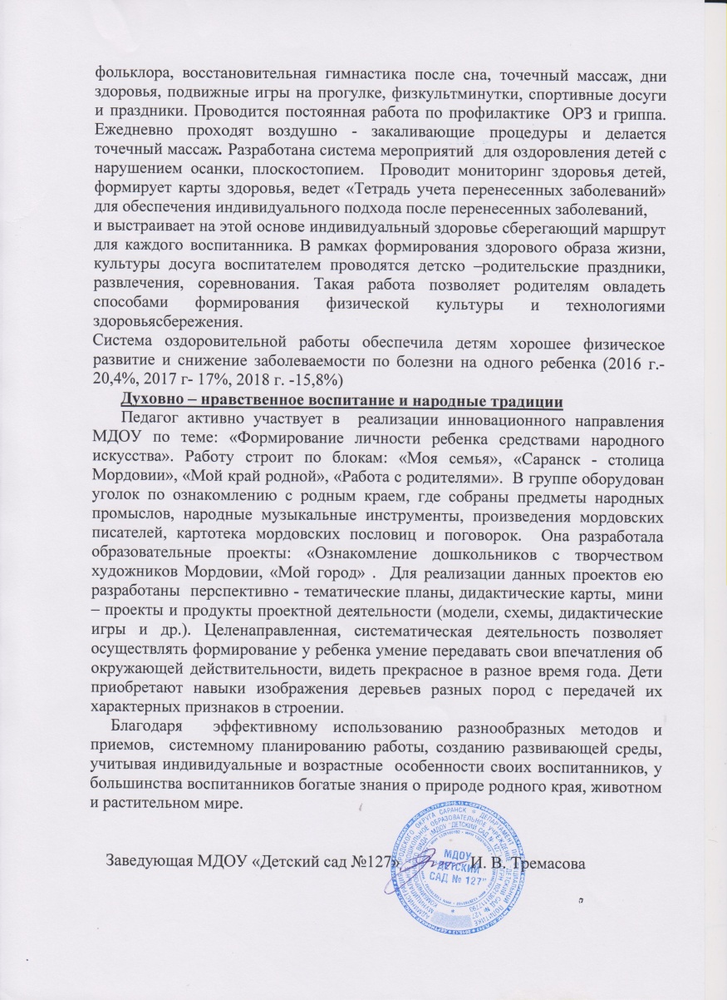 фольклора, восстановительная гимнастика после сна, точечный массаж, дни
здоровья, подвижные игры на прогулке, физкультминутки, спортивные досуги
и праздники. Проводится постоянная работа по профилактике ОРЗ и гриппа.
Ежедневно проходят воздушно - закаливающие процедуры и делается
точечный массаж. Разработана система мероприятий для оздоровления детей с
нарушением осанки, плоскостопием. Проводит мониторинг здоровья детей,
формирует карты здоровья, ведет «Тетрадь учета перенесенных заболеваний»
для обеспечения индивидуального подхода после перенесенных заболеваний,
и выстраивает на этой основе индивидуальный здоровье сберегающий маршрут
для каждого воспитанника. В рамках формирования здорового образа жизни,
культуры досуга воспитателем проводятся детско –родительские праздники,
развлечения, соревнования. Такая работа позволяет родителям овладеть
способами формирования физической культуры и технологиями
здоровьясбережения.
Система оздоровительной работы обеспечила детям хорошее физическое
развитие и снижение заболеваемости по болезни на одного ребенка (2016 г.-
20,4%, 2017 г- 17%, 2018 г. -15,8%)
Духовно – нравственное воспитание и народные традиции
Педагог активно участвует в реализации инновационного направления
МДОУ по теме: «Формирование личности ребенка средствами народного
искусства». Работу строит по блокам: «Моя семья», «Саранск - столица
Мордовии», «Мой край родной», «Работа с родителями». В группе оборудован
уголок по ознакомлению с родным краем, где собраны предметы народных
промыслов, народные музыкальные инструменты, произведения мордовских
писателей, картотека мордовских пословиц и поговорок. Она разработала
образовательные проекты: «Ознакомление дошкольников с творчеством
художников Мордовии, «Мой город» . Для реализации данных проектов ею
разработаны перспективно - тематические планы, дидактические карты, мини
– проекты и продукты проектной деятельности (модели, схемы, дидактические
игры и др.). Целенаправленная, систематическая деятельность позволяет
осуществлять формирование у ребенка умение передавать свои впечатления об
окружающей действительности, видеть прекрасное в разное время года. Дети
приобретают навыки изображения деревьев разных пород с передачей их
характерных признаков в строении.
Благодаря эффективному использованию разнообразных методов и
приемов, системному планированию работы, созданию развивающей среды,
учитывая индивидуальные и возрастные особенности своих воспитанников, у
большинства воспитанников богатые знания о природе родного края, животном
и растительном мире.
Заведующая МДОУ «Детский сад №127» И. В. Тремасова
МДОУ
"ДЕТСКИЙ
САД № 127"